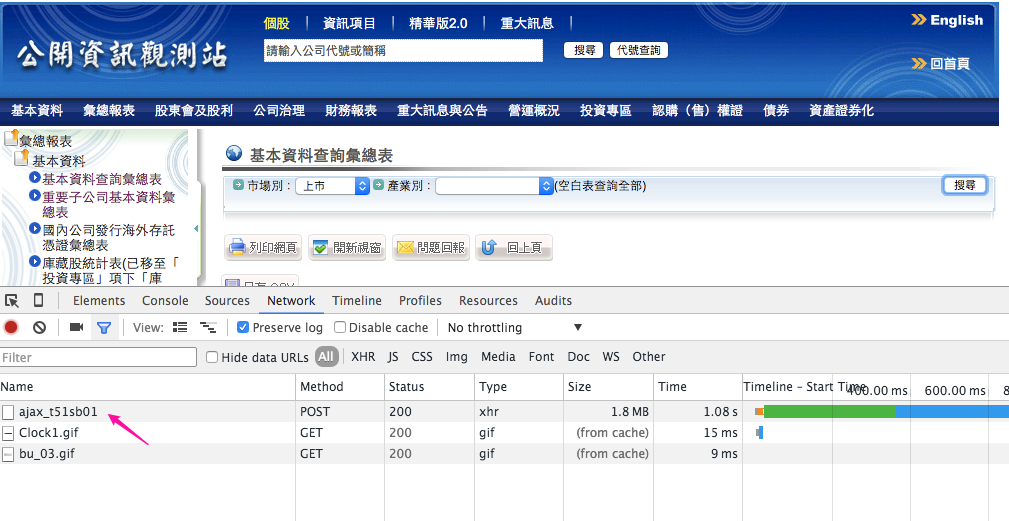 個股 資訊項目 精華版2.0 重大訊息
English
公開資訊觀測站
請輸入公司代號或簡稱 搜尋 代號查詢
回首頁
基本資料 彙總報表 股東會及股利 公司治理 財務報表 重大訊息與公告 營運概況 投資專區 認購（售）權證 債券 資產證券化
彙總報表
基本資料
基本資料查詢彙總表
重要子公司基本資料彙
總表
國內公司發行海外存託
憑證彙總表
庫藏股統計表(已移至「
投資專區」項下「庫
基本資料查詢彙總表
市場別： 上市 產業別： (空白表查詢全部) 搜尋
列印網頁 開新視窗 問題回報 回上頁
Elements Console Sources Network Timeline Profiles Resources Audits
View: Preserve log Disable cache No throttling
Filter Hide data URLs All XHR JS CSS Img Media Font Doc WS Other
Name Method Status Type Size Time Timeline – Start Time 400.00 ms 600.00 ms 8
ajax_t51sb01 POST 200 xhr 1.8 MB 1.08 s
Clock1.gif GET 200 gif (from cache) 15 ms
bu_03.gif GET 200 gif (from cache) 9 ms